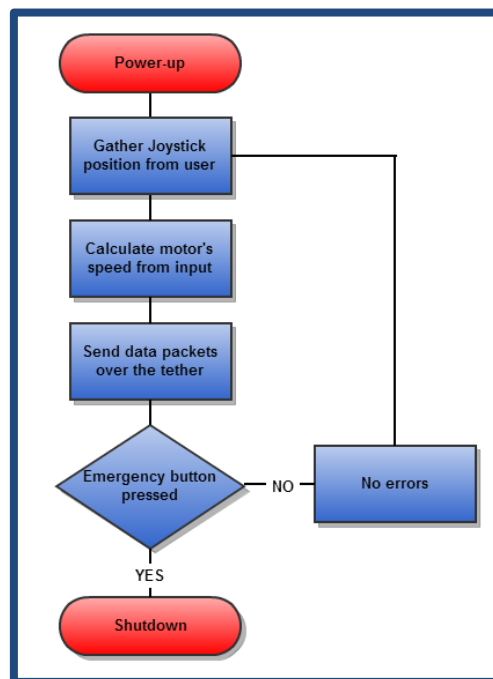 Power-up
Gather Joystick
position from user
Calculate motor's
speed from input
Send data packets
over the tether
Emergency button
pressed
NO
No errors
YES
Shutdown